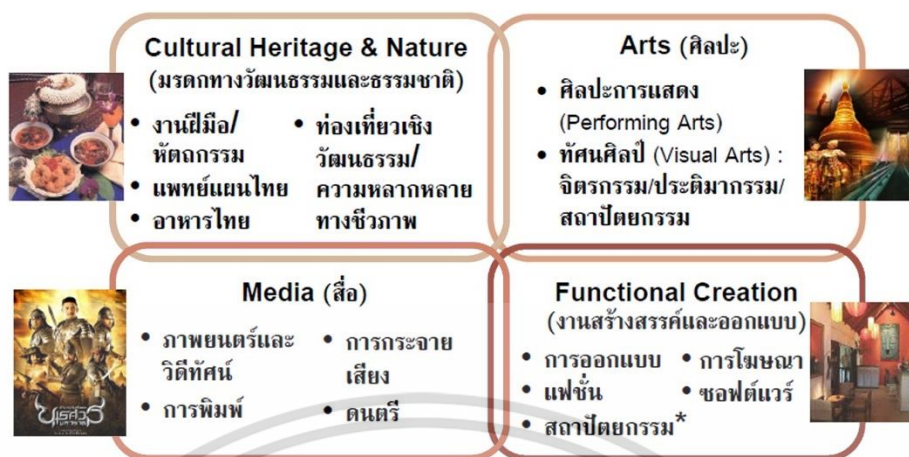 Cultural Heritage & Nature
(มรดกทางวัฒนธรรมและธรรมชาติ)
• งานฝีมือ/
หัตถกรรม
• แพทย์แผนไทย
• อาหารไทย
• ท่องเที่ยวเชิง
วัฒนธรรม/
ความหลากหลาย
ทางชีวภาพ
Arts (ศิลปะ)
• ศิลปะการแสดง
(Performing Arts)
• ทัศนศิลป์ (Visual Arts) :
จิตรกรรม/ประติมากรรม/
สถาปัตยกรรม
Media (สื่อ)
• ภาพยนตร์และ
วิดีทัศน์
• การพิมพ์
• การกระจาย
เสียง
• ดนตรี
นเรศวร
Functional Creation
(งานสร้างสรรค์และออกแบบ)
• การออกแบบ
• แฟชั่น
• สถาปัตยกรรม*
• การโฆษณา
• ซอฟต์แวร์